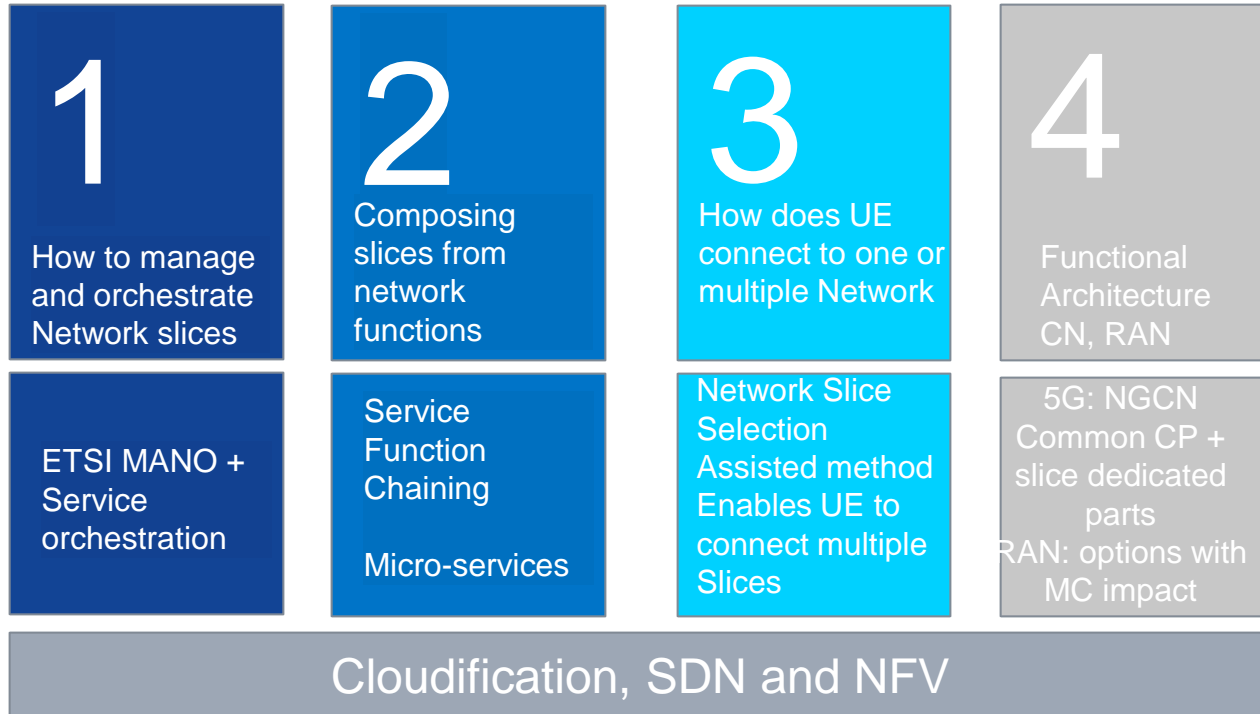 1
How to manage
and orchestrate
Network slices
2
Composing
slices from
network
functions
3
How does UE
connect to one or
multiple Network
4
Functional
Architecture
CN, RAN
ETSI MANO +
Service
orchestration
Service
Function
Chaining
Micro-services
Network Slice
Selection
Assisted method
Enables UE to
connect multiple
Slices
5G: NGCN
Common CP +
slice dedicated
parts
RAN: options with
MC impact
Cloudification, SDN and NFV